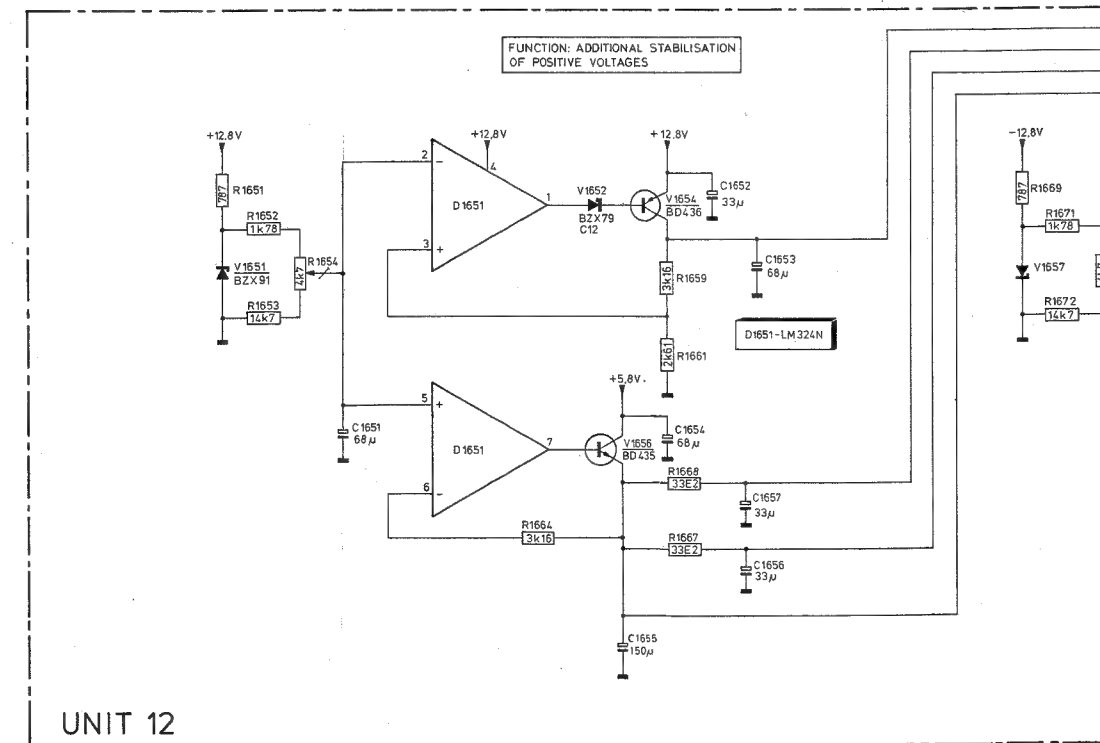 FUNCTION: ADDITIONAL STABILISATION
OF POSITIVE VOLTAGES
+12,8V
787
R1651
R1652
1k78
R1654
4k7
V1651
BZX91
R1653
14k7
+12,8V
4
2
−
D1651
1
3
+
V1652
BZX79
C12
+12,8V
V1654
BD436
C1652
33µ
C1653
68µ
3k16
R1659
2k61
R1661
D1651-LM324N
-12,8V
787
R1669
R1671
1k78
V1657
R1672
14k7
C1651
68µ
5
+
D1651
7
6
−
R1664
3k16
+5,8V.
V1656
BD435
C1654
68µ
R1668
33E2
C1657
33µ
R1667
33E2
C1656
33µ
C1655
150µ
UNIT 12